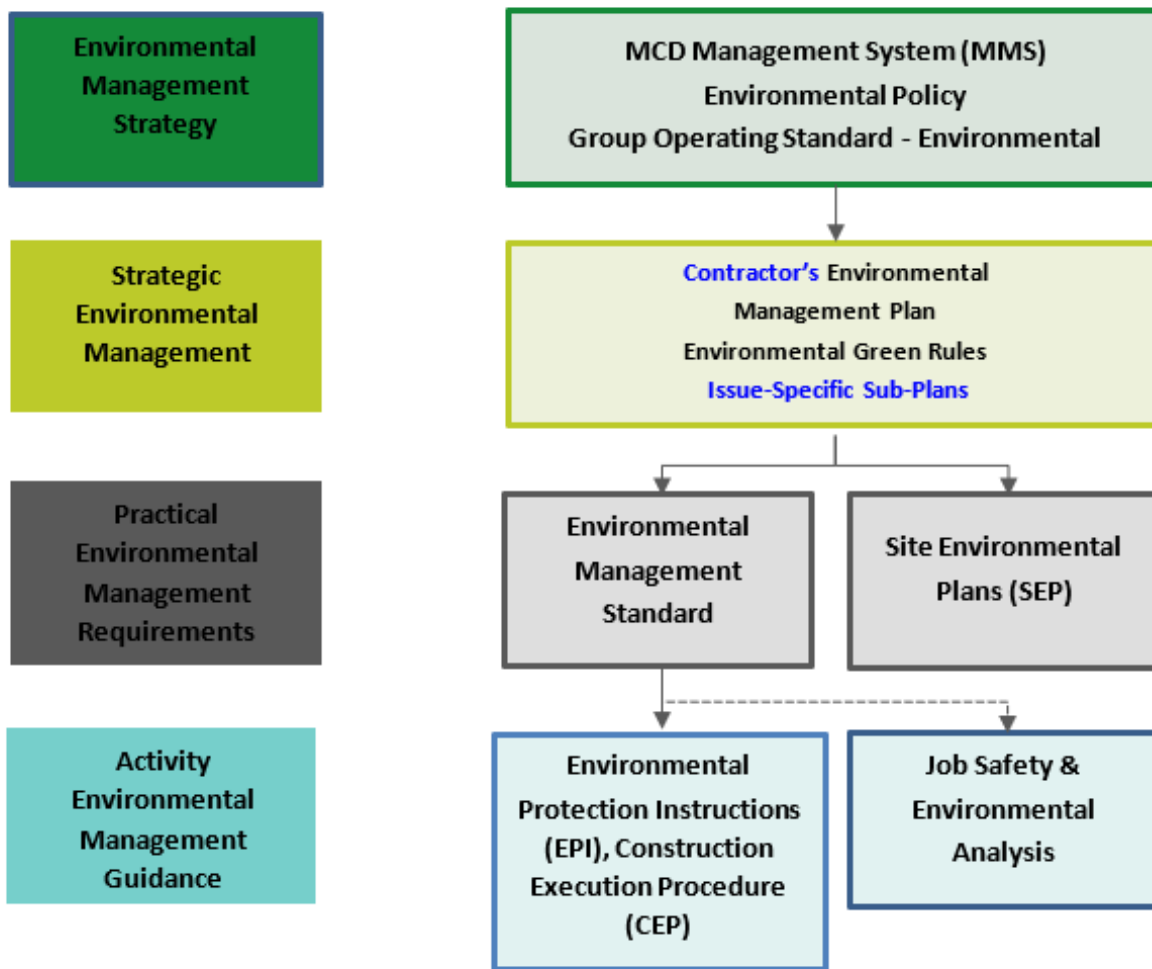 Environmental
Management
Strategy
MCD Management System (MMS)
Environmental Policy
Group Operating Standard - Environmental
Strategic
Environmental
Management
Contractor's Environmental
Management Plan
Environmental Green Rules
Issue-Specific Sub-Plans
Practical
Environmental
Management
Requirements
Environmental
Management
Standard
Site Environmental
Plans (SEP)
Activity
Environmental
Management
Guidance
Environmental
Protection Instructions
(EPI), Construction
Execution Procedure
(CEP)
Job Safety &
Environmental
Analysis